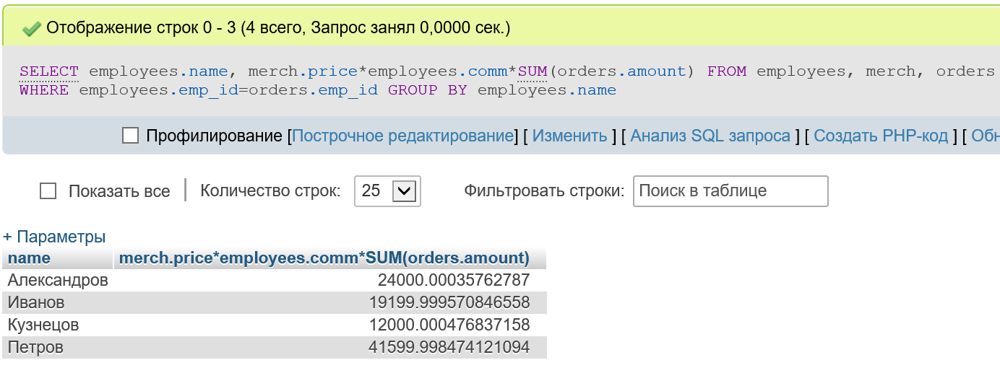 Отображение строк 0 - 3 (4 всего, Запрос занял 0,0000 сек.)
SELECT employees.name, merch.price*employees.comm*SUM(orders.amount) FROM employees, merch, orders
WHERE employees.emp_id=orders.emp_id GROUP BY employees.name
Профилирование [Построчное редактирование] [ Изменить ] [ Анализ SQL запроса ] [ Создать PHP-код ] [ Обн
Показать все | Количество строк: 25 Фильтровать строки: Поиск в таблице
+ Параметры
name merch.price*employees.comm*SUM(orders.amount)
Александров 24000.00035762787
Иванов 19199.999570846558
Кузнецов 12000.000476837158
Петров 41599.998474121094